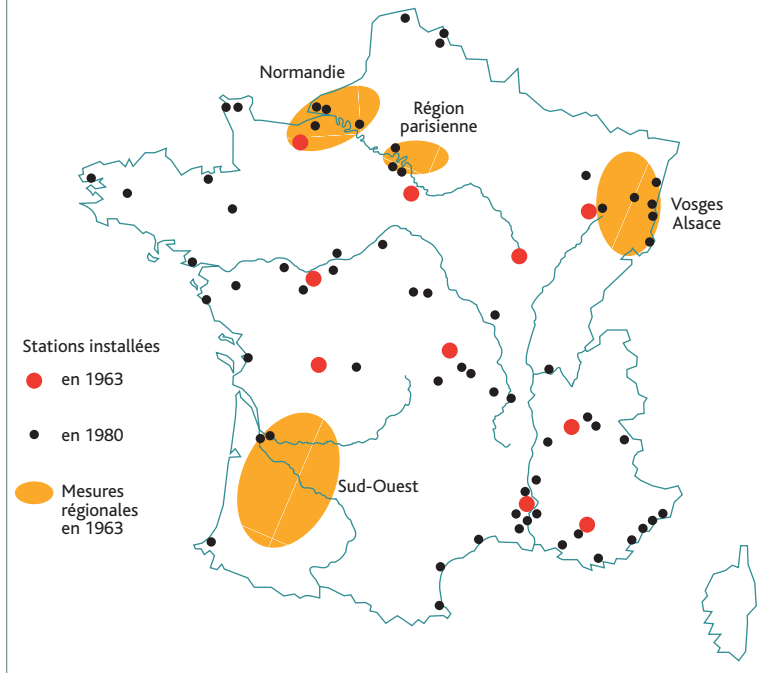 Normandie
Région
parisienne
Vosges
Alsace
Stations installées
en 1963
en 1980
Mesures
régionales
en 1963
Sud-Ouest